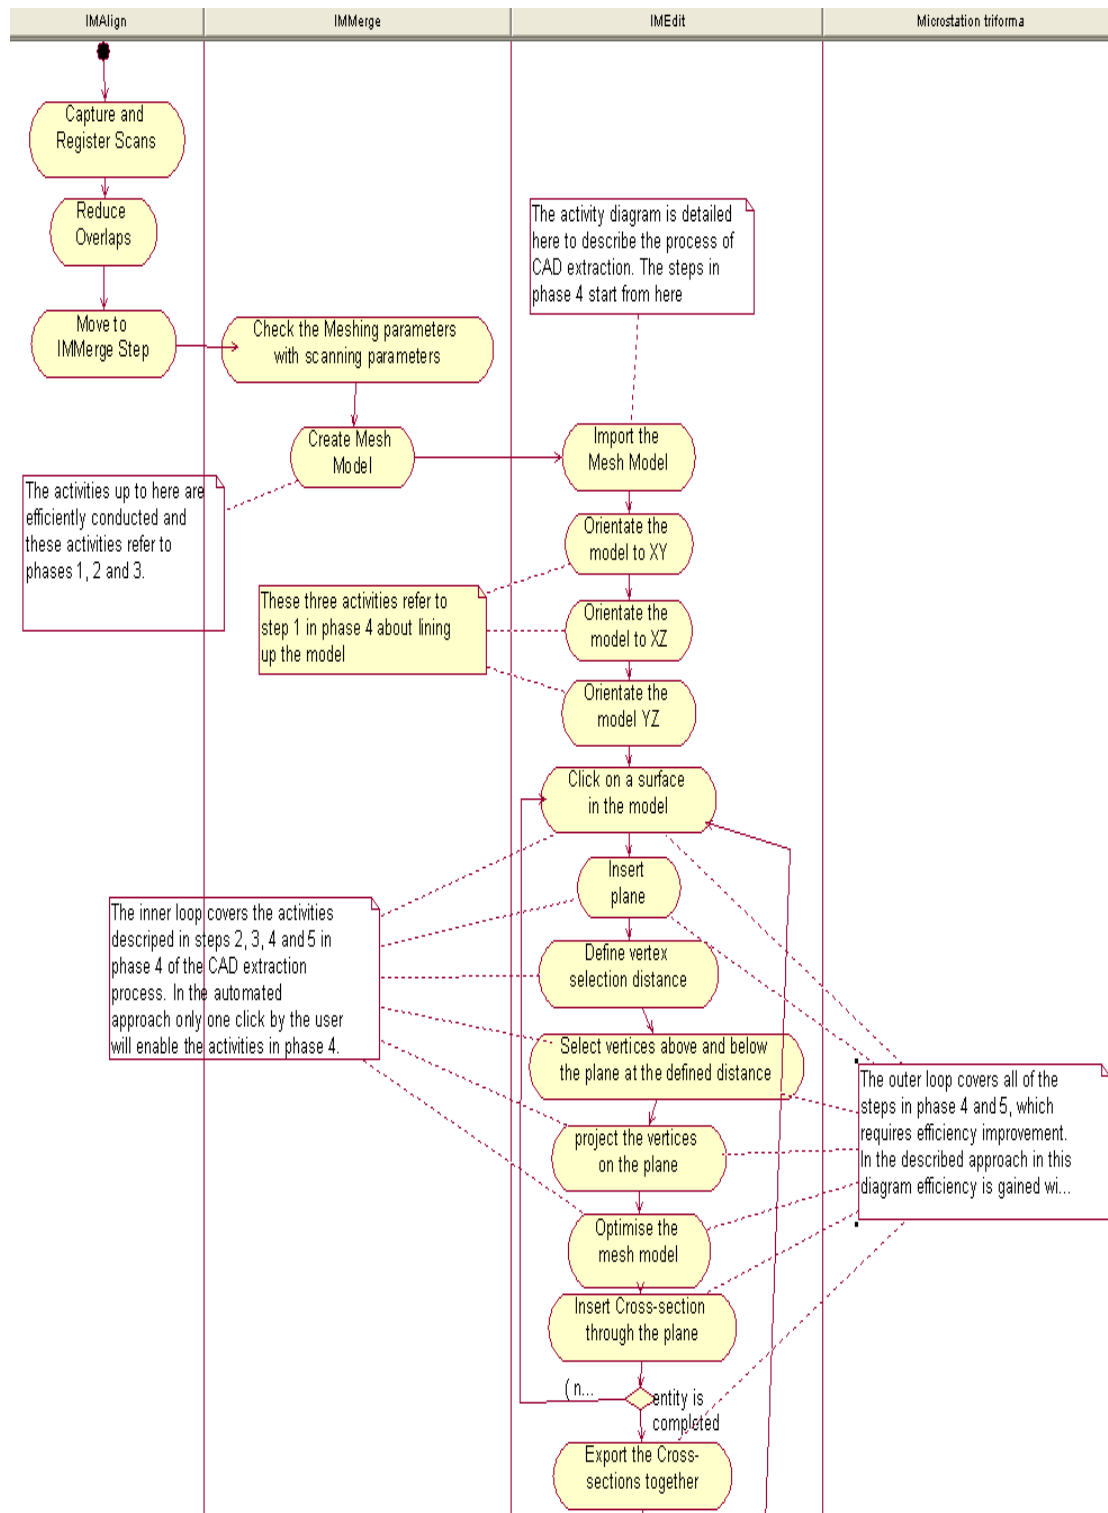 IMAlign
IMMerge
IMEdit
Microstation triforma
Capture and
Register Scans
Reduce
Overlaps
Move to
IMMerge Step
Check the Meshing parameters
with scanning parameters
Create Mesh
Model
The activities up to here are
efficiently conducted and
these activities refer to
phases 1, 2 and 3.
The activity diagram is detailed
here to describe the process of
CAD extraction. The steps in
phase 4 start from here
Import the
Mesh Model
Orientate the
model to XY
These three activities refer to
step 1 in phase 4 about lining
up the model
Orientate the
model to XZ
Orientate the
model YZ
Click on a surface
in the model
Insert
plane
The inner loop covers the activities
descriped in steps 2, 3, 4 and 5 in
phase 4 of the CAD extraction
process. In the automated
approach only one click by the user
will enable the activities in phase 4.
Define vertex
selection distance
Select vertices above and below
the plane at the defined distance
The outer loop covers all of the
steps in phase 4 and 5, which
requires efficiency improvement.
In the described approach in this
diagram efficiency is gained wi...
project the vertices
on the plane
Optimise the
mesh model
Insert Cross-section
through the plane
( n...
entity is
completed
Export the Cross-
sections together